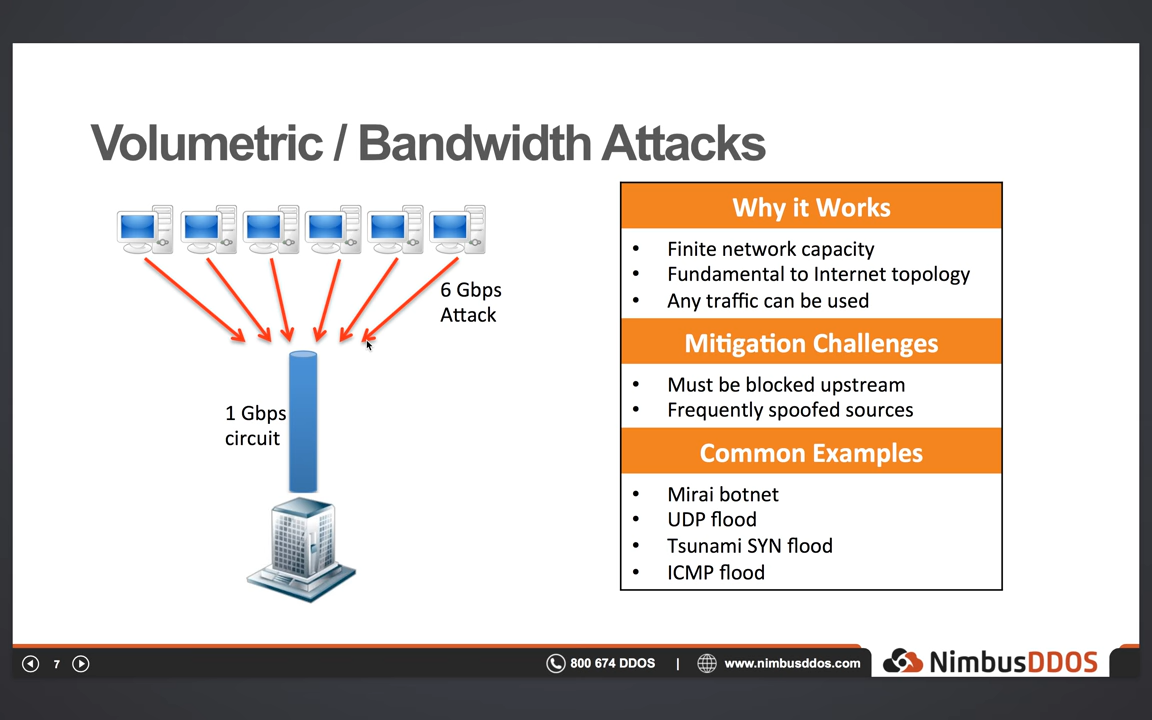 Volumetric / Bandwidth Attacks
6 Gbps
Attack
1 Gbps
circuit
Why it Works
• Finite network capacity
• Fundamental to Internet topology
• Any traffic can be used
Mitigation Challenges
• Must be blocked upstream
• Frequently spoofed sources
Common Examples
• Mirai botnet
• UDP flood
• Tsunami SYN flood
• ICMP flood
7
800 674 DDOS | www.nimbusddos.com
NimbusDDOS